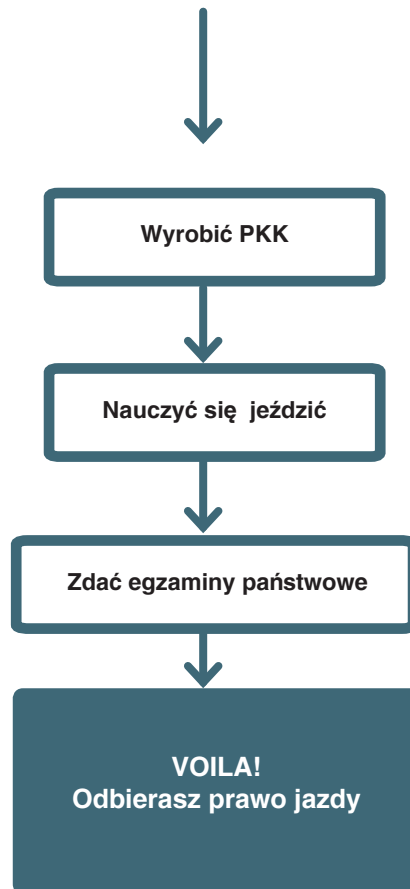 Wyrobić PKK
Nauczyć się jeździć
Zdać egzaminy państwowe
VOILA!
Odbierasz prawo jazdy